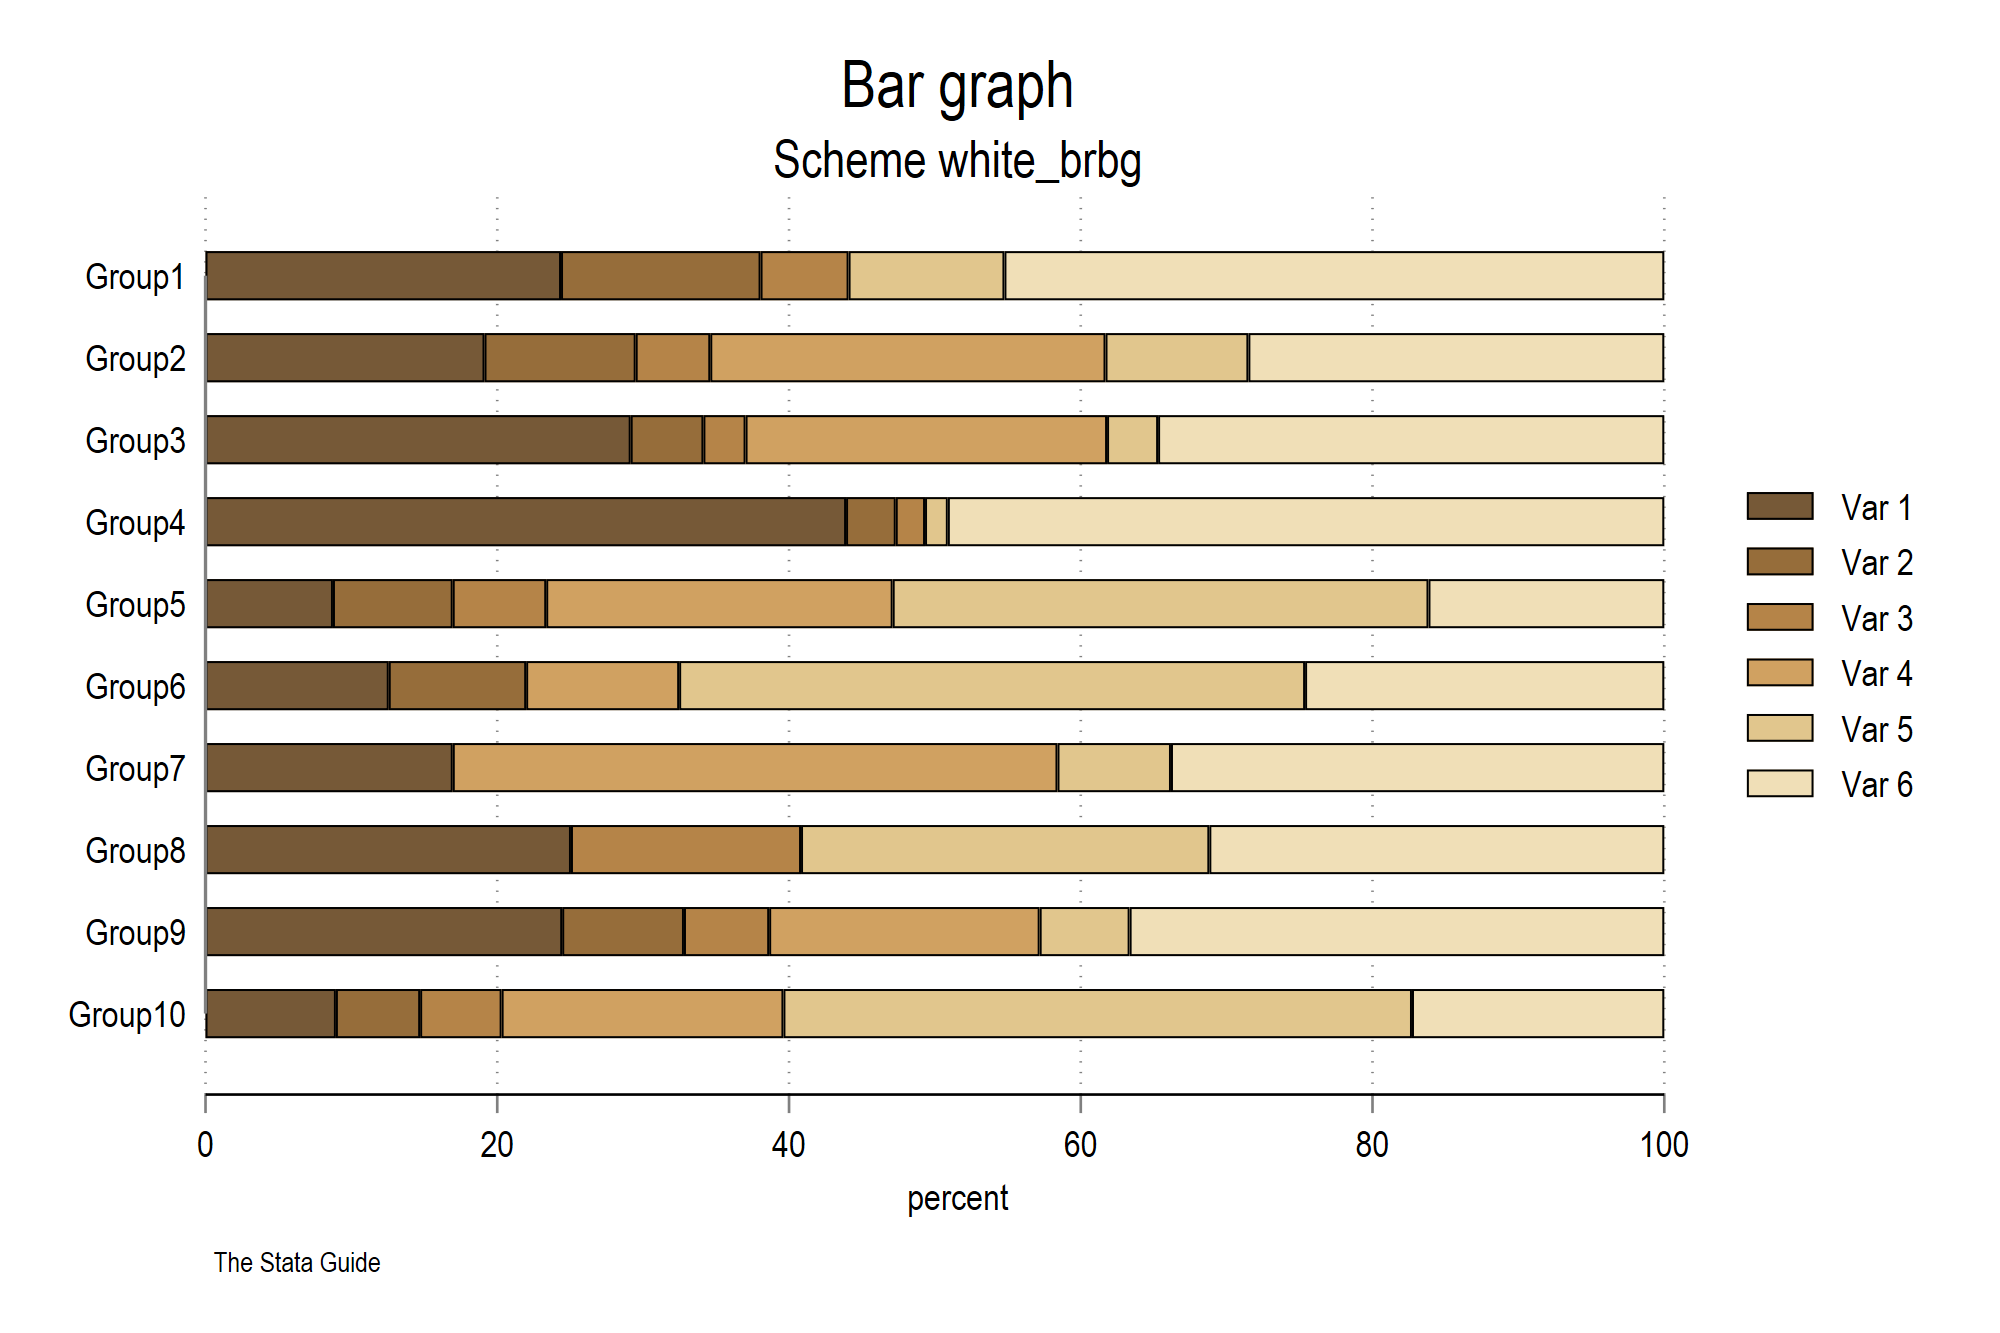 Bar graph
Scheme white_brbg
Group1
Group2
Group3
Group4
Group5
Group6
Group7
Group8
Group9
Group10
0 20 40 60 80 100
percent
Var 1
Var 2
Var 3
Var 4
Var 5
Var 6
The Stata Guide